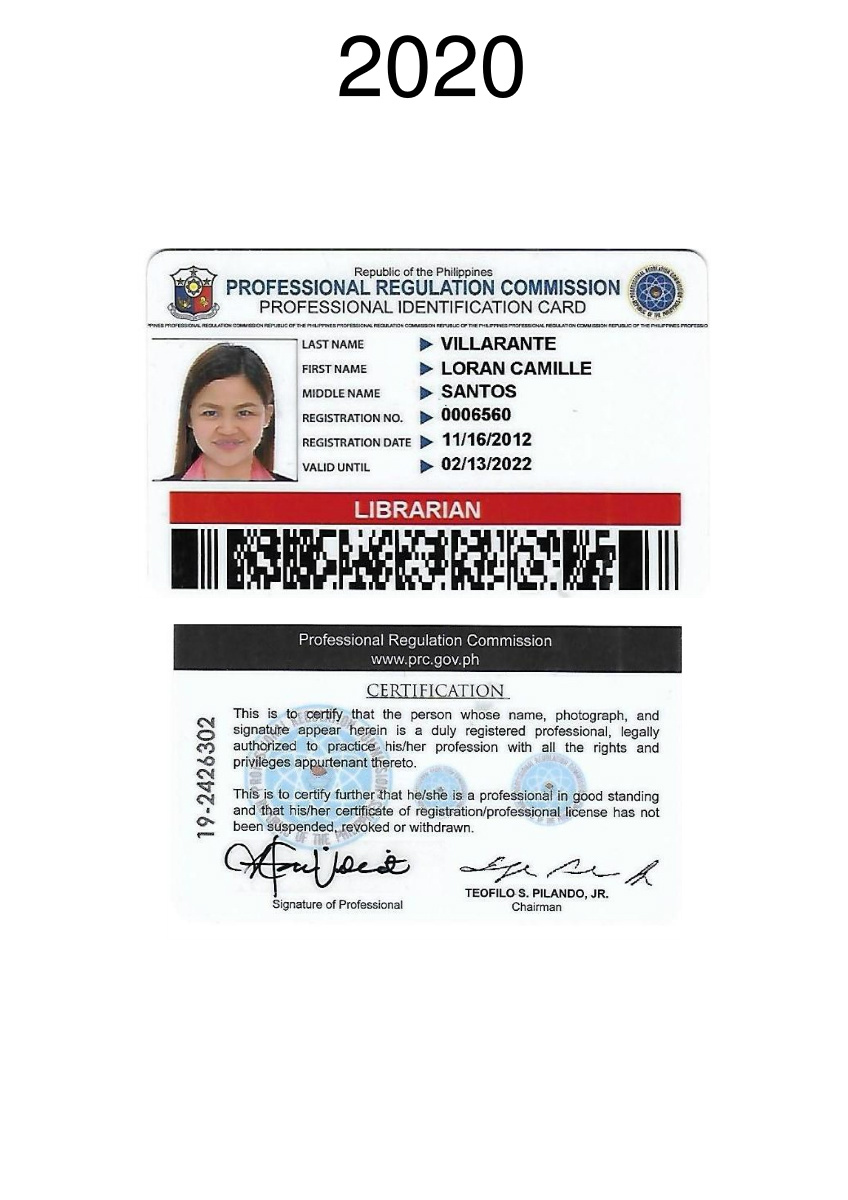 2020
Republic of the Philippines
PROFESSIONAL REGULATION COMMISSION
PROFESSIONAL IDENTIFICATION CARD
LAST NAME VILLARANTE
FIRST NAME LORAN CAMILLE
MIDDLE NAME SANTOS
REGISTRATION NO. 0006560
REGISTRATION DATE 11/16/2012
VALID UNTIL 02/13/2022
LIBRARIAN
Professional Regulation Commission
www.prc.gov.ph
CERTIFICATION
This is to certify that the person whose name, photograph, and
signature appear herein is a duly registered professional, legally
authorized to practice his/her profession with all the rights and
privileges appurtenant thereto.
This is to certify further that he/she is a professional in good standing
and that his/her certificate of registration/professional license has not
been suspended, revoked or withdrawn.
19-2426302
Signature of Professional
TEOFILO S. PILANDO, JR.
Chairman